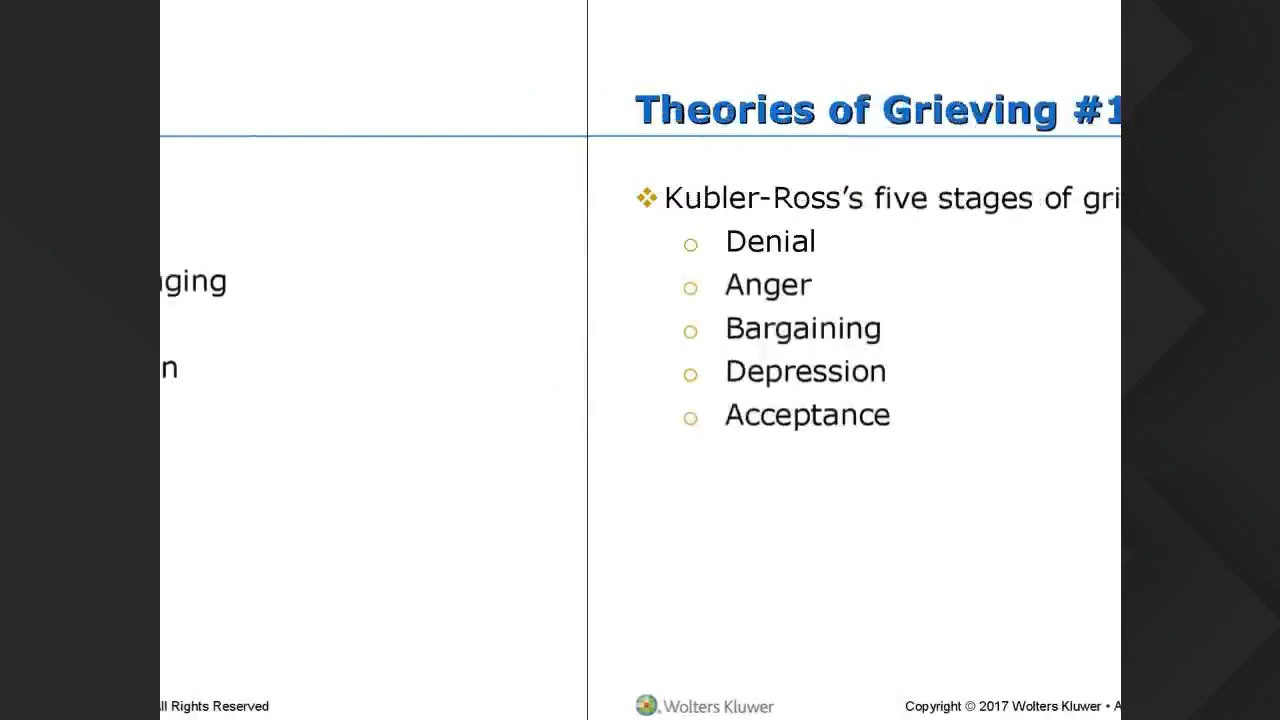 ging
n
ll Rights Reserved
Theories of Grieving #1
Kubler-Ross’s five stages of gri
Denial
Anger
Bargaining
Depression
Acceptance
Wolters Kluwer
Copyright © 2017 Wolters Kluwer • A